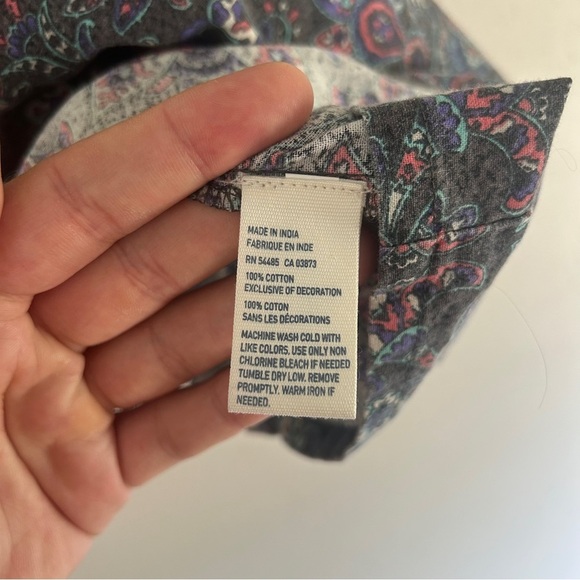 MADE IN INDIA
FABRIQUE EN INDE
RN 54485 CA 03873
100% COTTON
EXCLUSIVE OF DECORATION
100% COTON
SANS LES DÉCORATIONS
MACHINE WASH COLD WITH
LIKE COLORS. USE ONLY NON
CHLORINE BLEACH IF NEEDED
TUMBLE DRY LOW. REMOVE
PROMPTLY. WARM IRON IF
NEEDED.